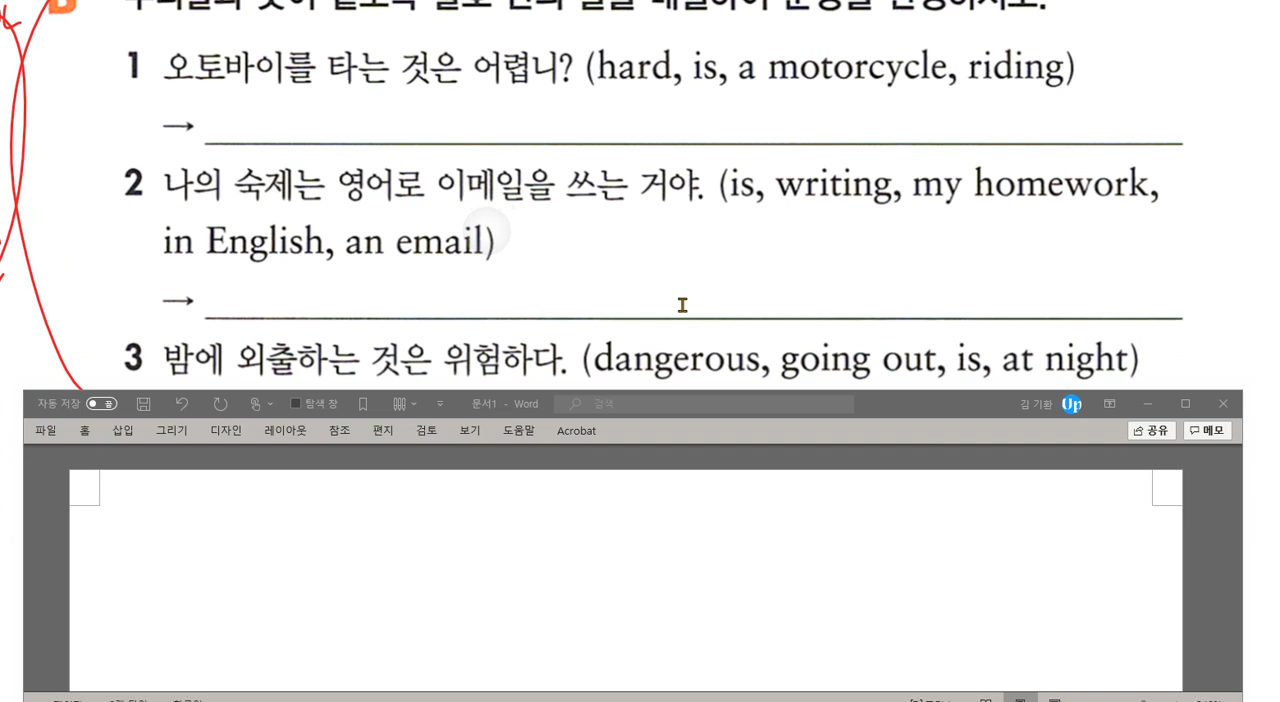 B
1 오토바이를 타는 것은 어렵니? (hard, is, a motorcycle, riding)
→
2 나의 숙제는 영어로 이메일을 쓰는 거야. (is, writing, my homework,
in English, an email)
→
3 밤에 외출하는 것은 위험하다. (dangerous, going out, is, at night)
자동 저장 끔 탐색 창 문서1 - Word 검색 김 기환 Up
파일 홈 삽입 그리기 디자인 레이아웃 참조 편지 검토 보기 도움말 Acrobat 공유 메모